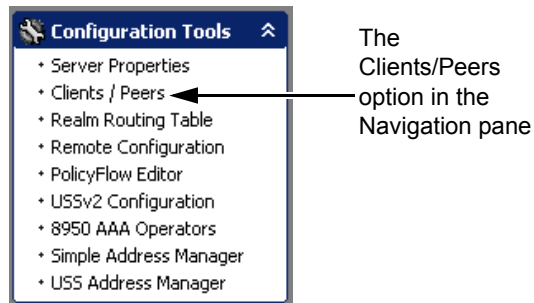 Configuration Tools
Server Properties
Clients / Peers
Realm Routing Table
Remote Configuration
PolicyFlow Editor
USSv2 Configuration
8950 AAA Operators
Simple Address Manager
USS Address Manager
The
Clients/Peers
option in the
Navigation pane